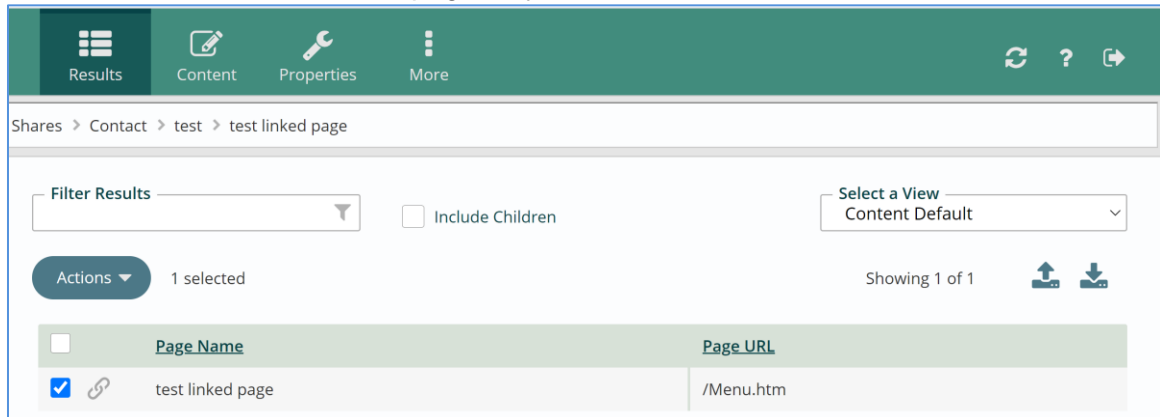 Results Content Properties More ?
Shares > Contact > test > test linked page
Filter Results Select a View
Include Children Content Default
Actions 1 selected Showing 1 of 1
Page Name Page URL
test linked page /Menu.htm